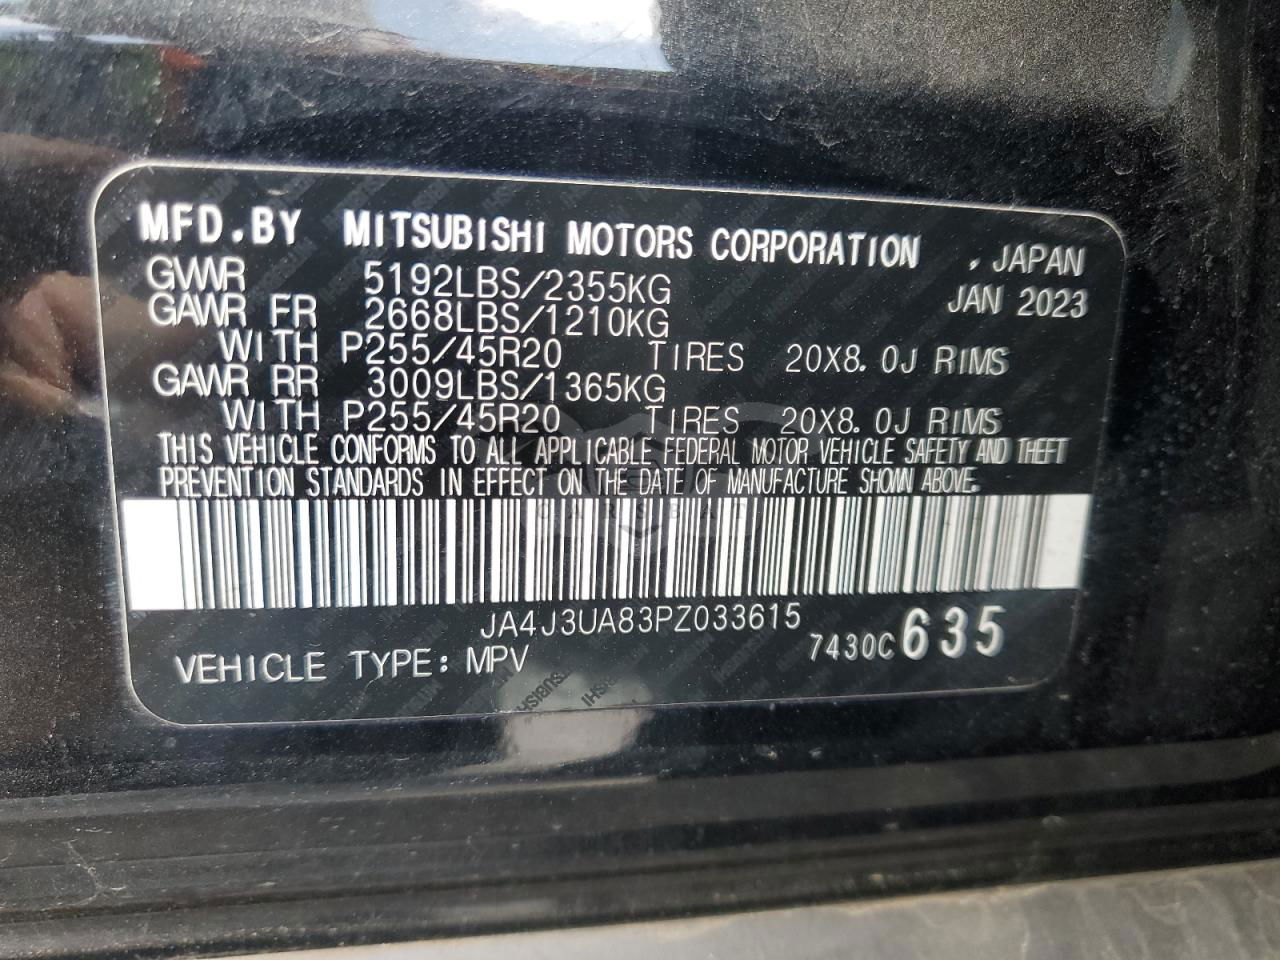 MFD.BY MITSUBISHI MOTORS CORPORATION , JAPAN
GVWR 5192LBS/2355KG JAN 2023
GAWR FR 2668LBS/1210KG
WITH P255/45R20 TIRES 20X8.0J RIMS
GAWR RR 3009LBS/1365KG
WITH P255/45R20 TIRES 20X8.0J RIMS
THIS VEHICLE CONFORMS TO ALL APPLICABLE FEDERAL MOTOR VEHICLE SAFETY AND THEFT
PREVENTION STANDARDS IN EFFECT ON THE DATE OF MANUFACTURE SHOWN ABOVE.
JA4J3UA83PZ033615
7430C 635
VEHICLE TYPE: MPV